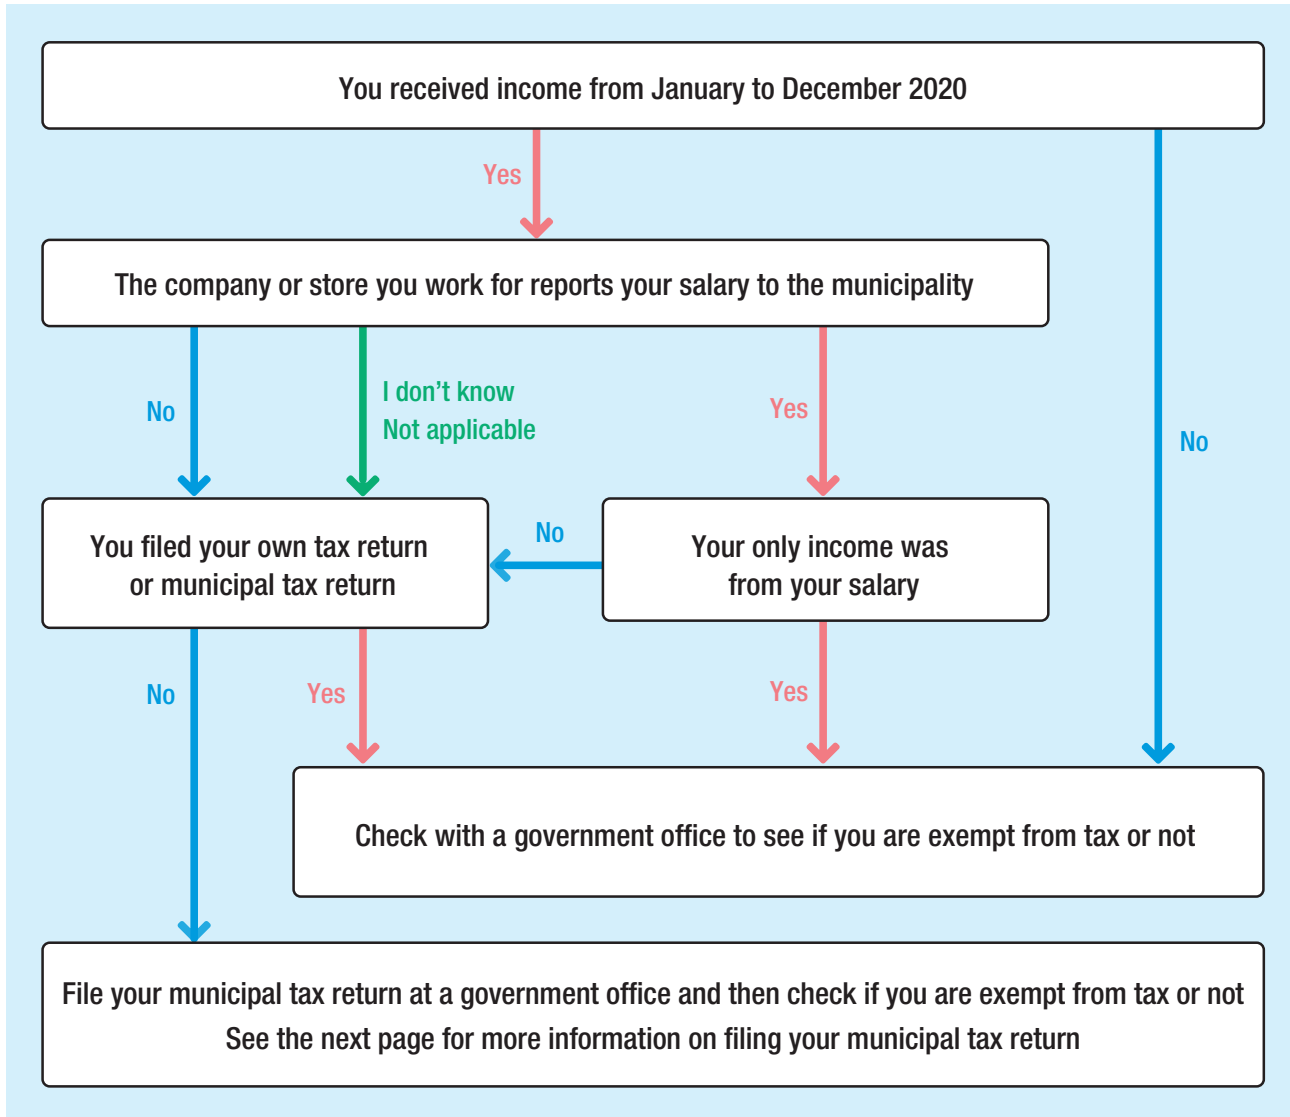 You received income from January to December 2020
Yes
The company or store you work for reports your salary to the municipality
No
I don’t know
Not applicable
Yes
No
You filed your own tax return
or municipal tax return
No
Your only income was
from your salary
No
Yes
Yes
Check with a government office to see if you are exempt from tax or not
File your municipal tax return at a government office and then check if you are exempt from tax or not
See the next page for more information on filing your municipal tax return